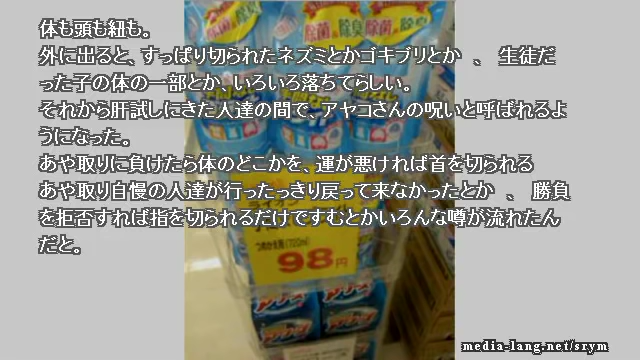 体も頭も紐も。
外に出ると、すっぱり切られたネズミとかゴキブリとか 、 生徒だ
った子の体の一部とか、いろいろ落ちてらしい。
それから肝試しにきた人達の間で、アヤコさんの呪いと呼ばれるよ
うになった。
あや取りに負けたら体のどこかを、運が悪ければ首を切られる
あや取り自慢の人達が行ったっきり戻って来なかったとか 、 勝負
を拒否すれば指を切られるだけですむとかいろんな噂が流れたん
だと。
除菌 除臭 除菌 除臭
98円
media-lang.net/srym